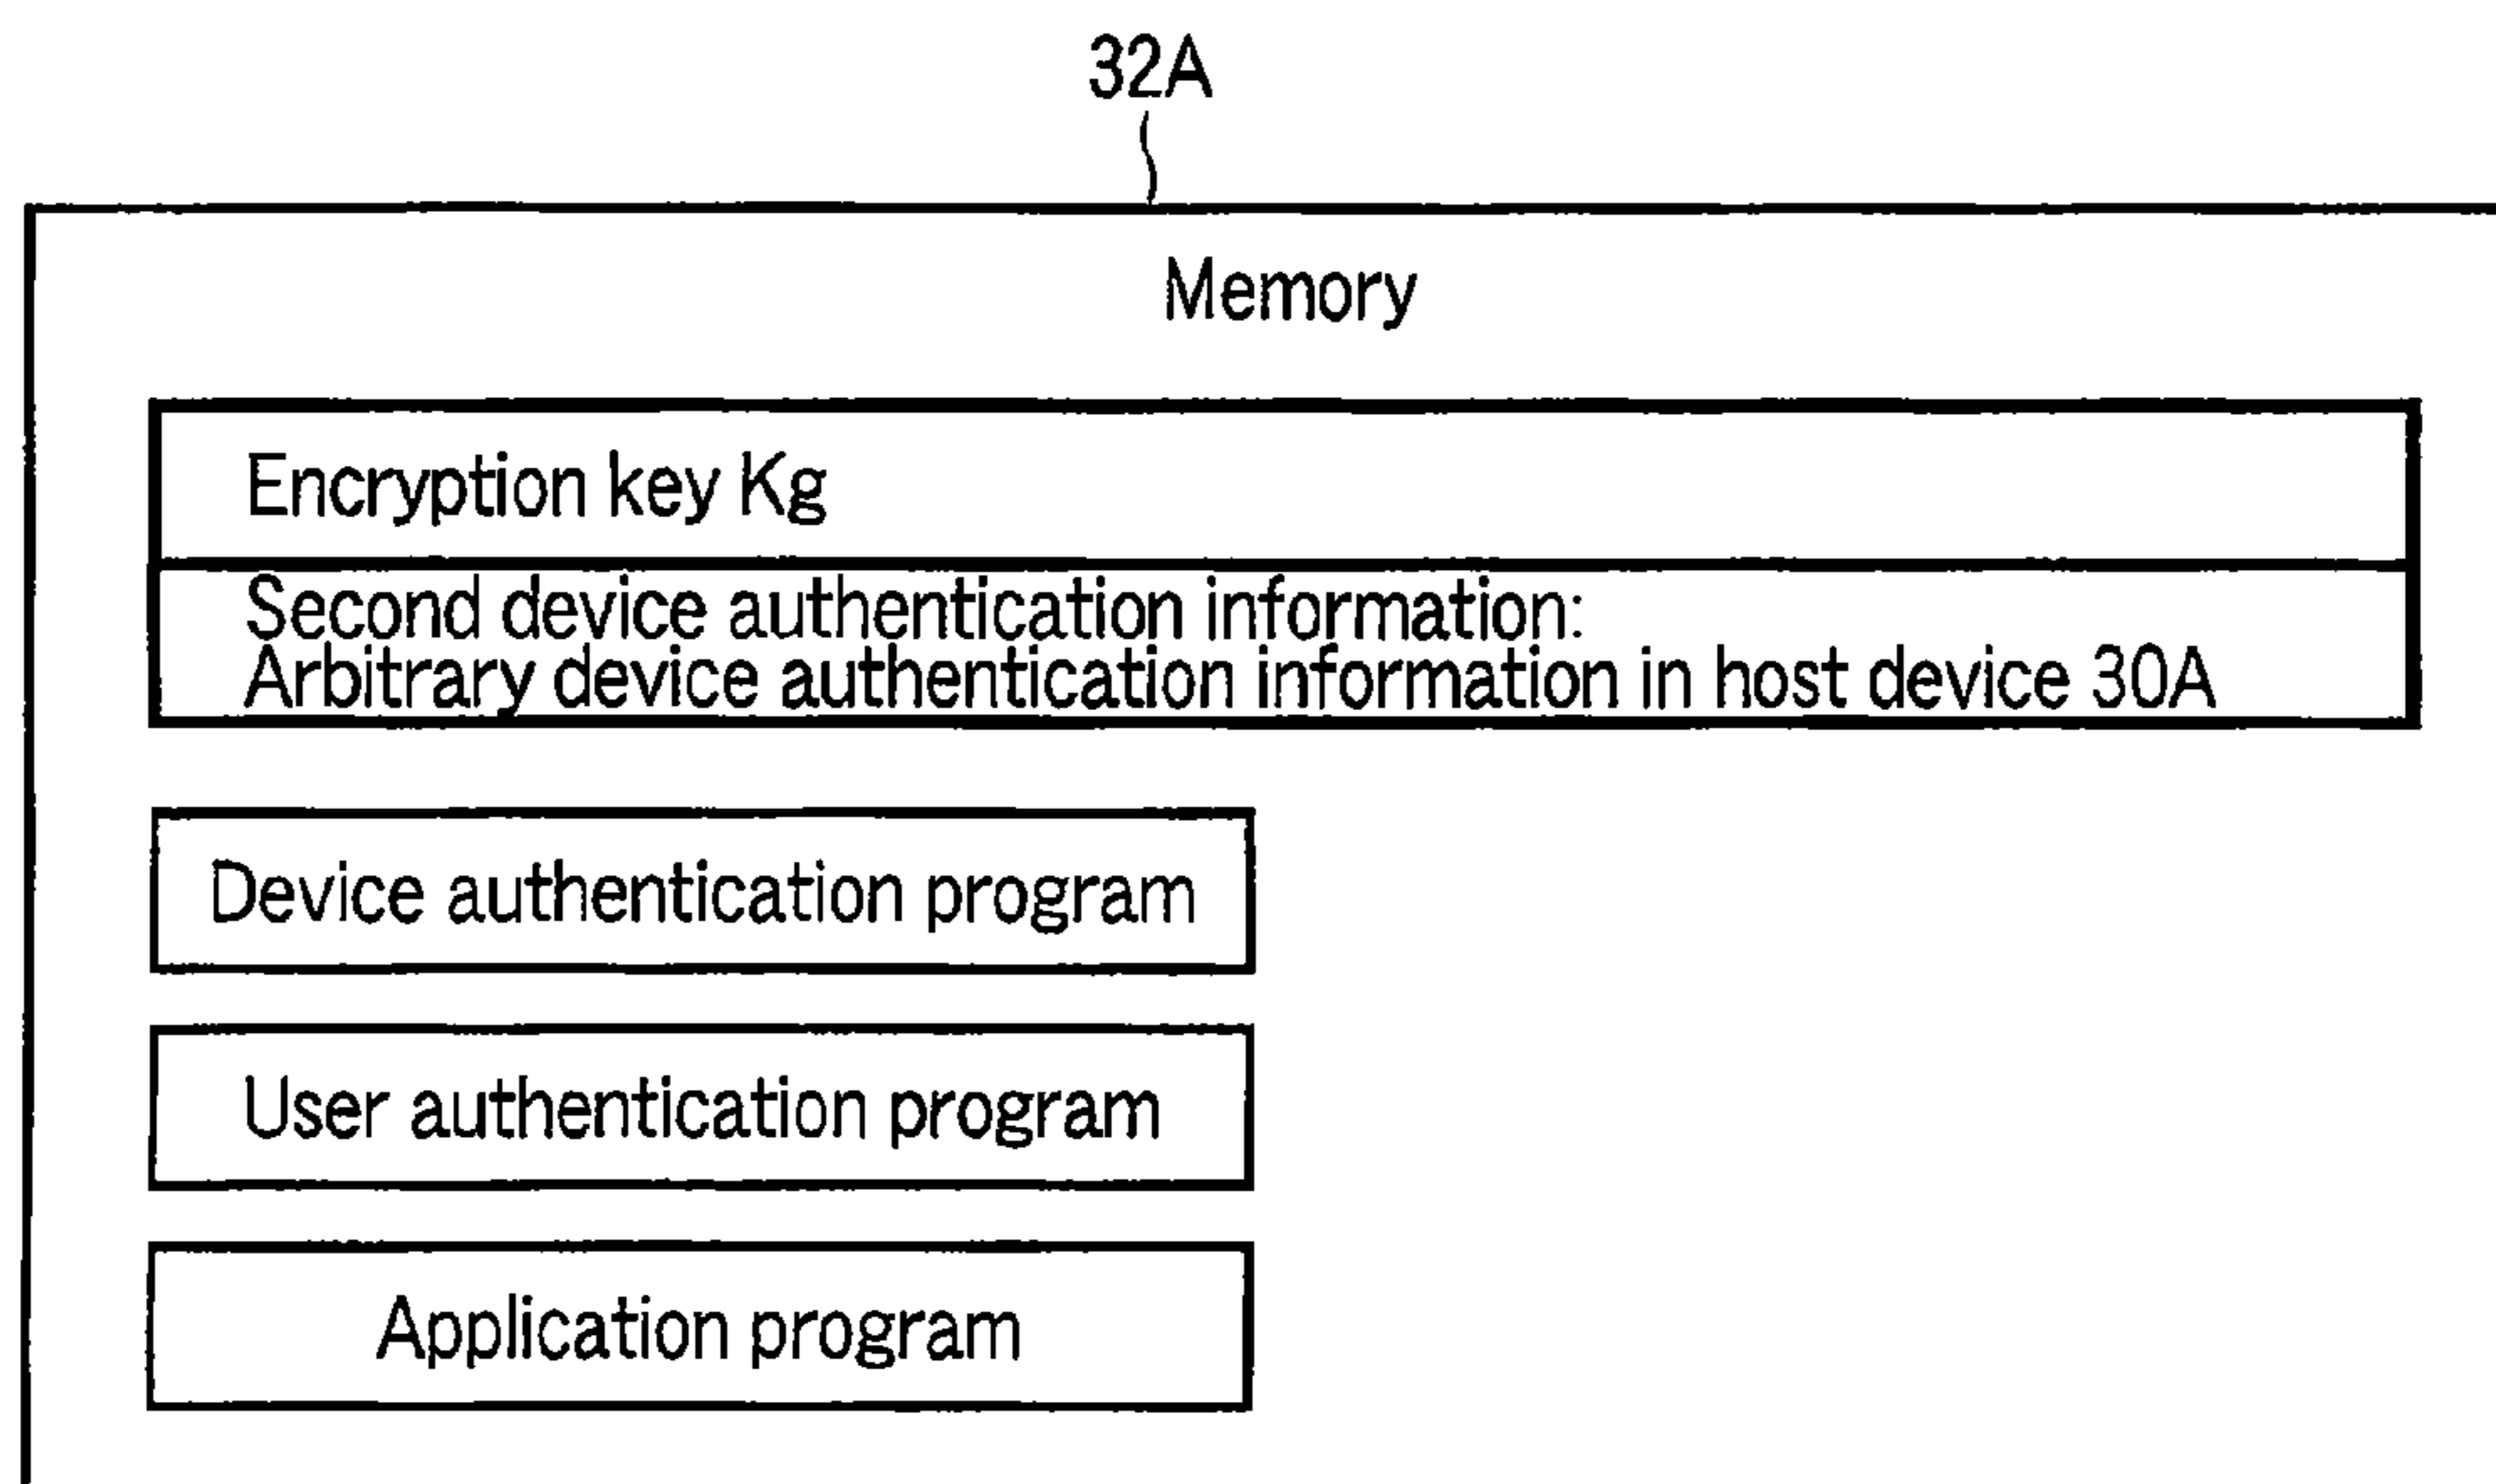 32A
Memory
Encryption key Kg
Second device authentication information:
Arbitrary device authentication information in host device 30A
Device authentication program
User authentication program
Application program